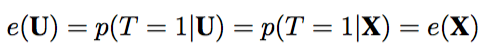 e(U) = p(T = 1|U) = p(T = 1|X) = e(X)